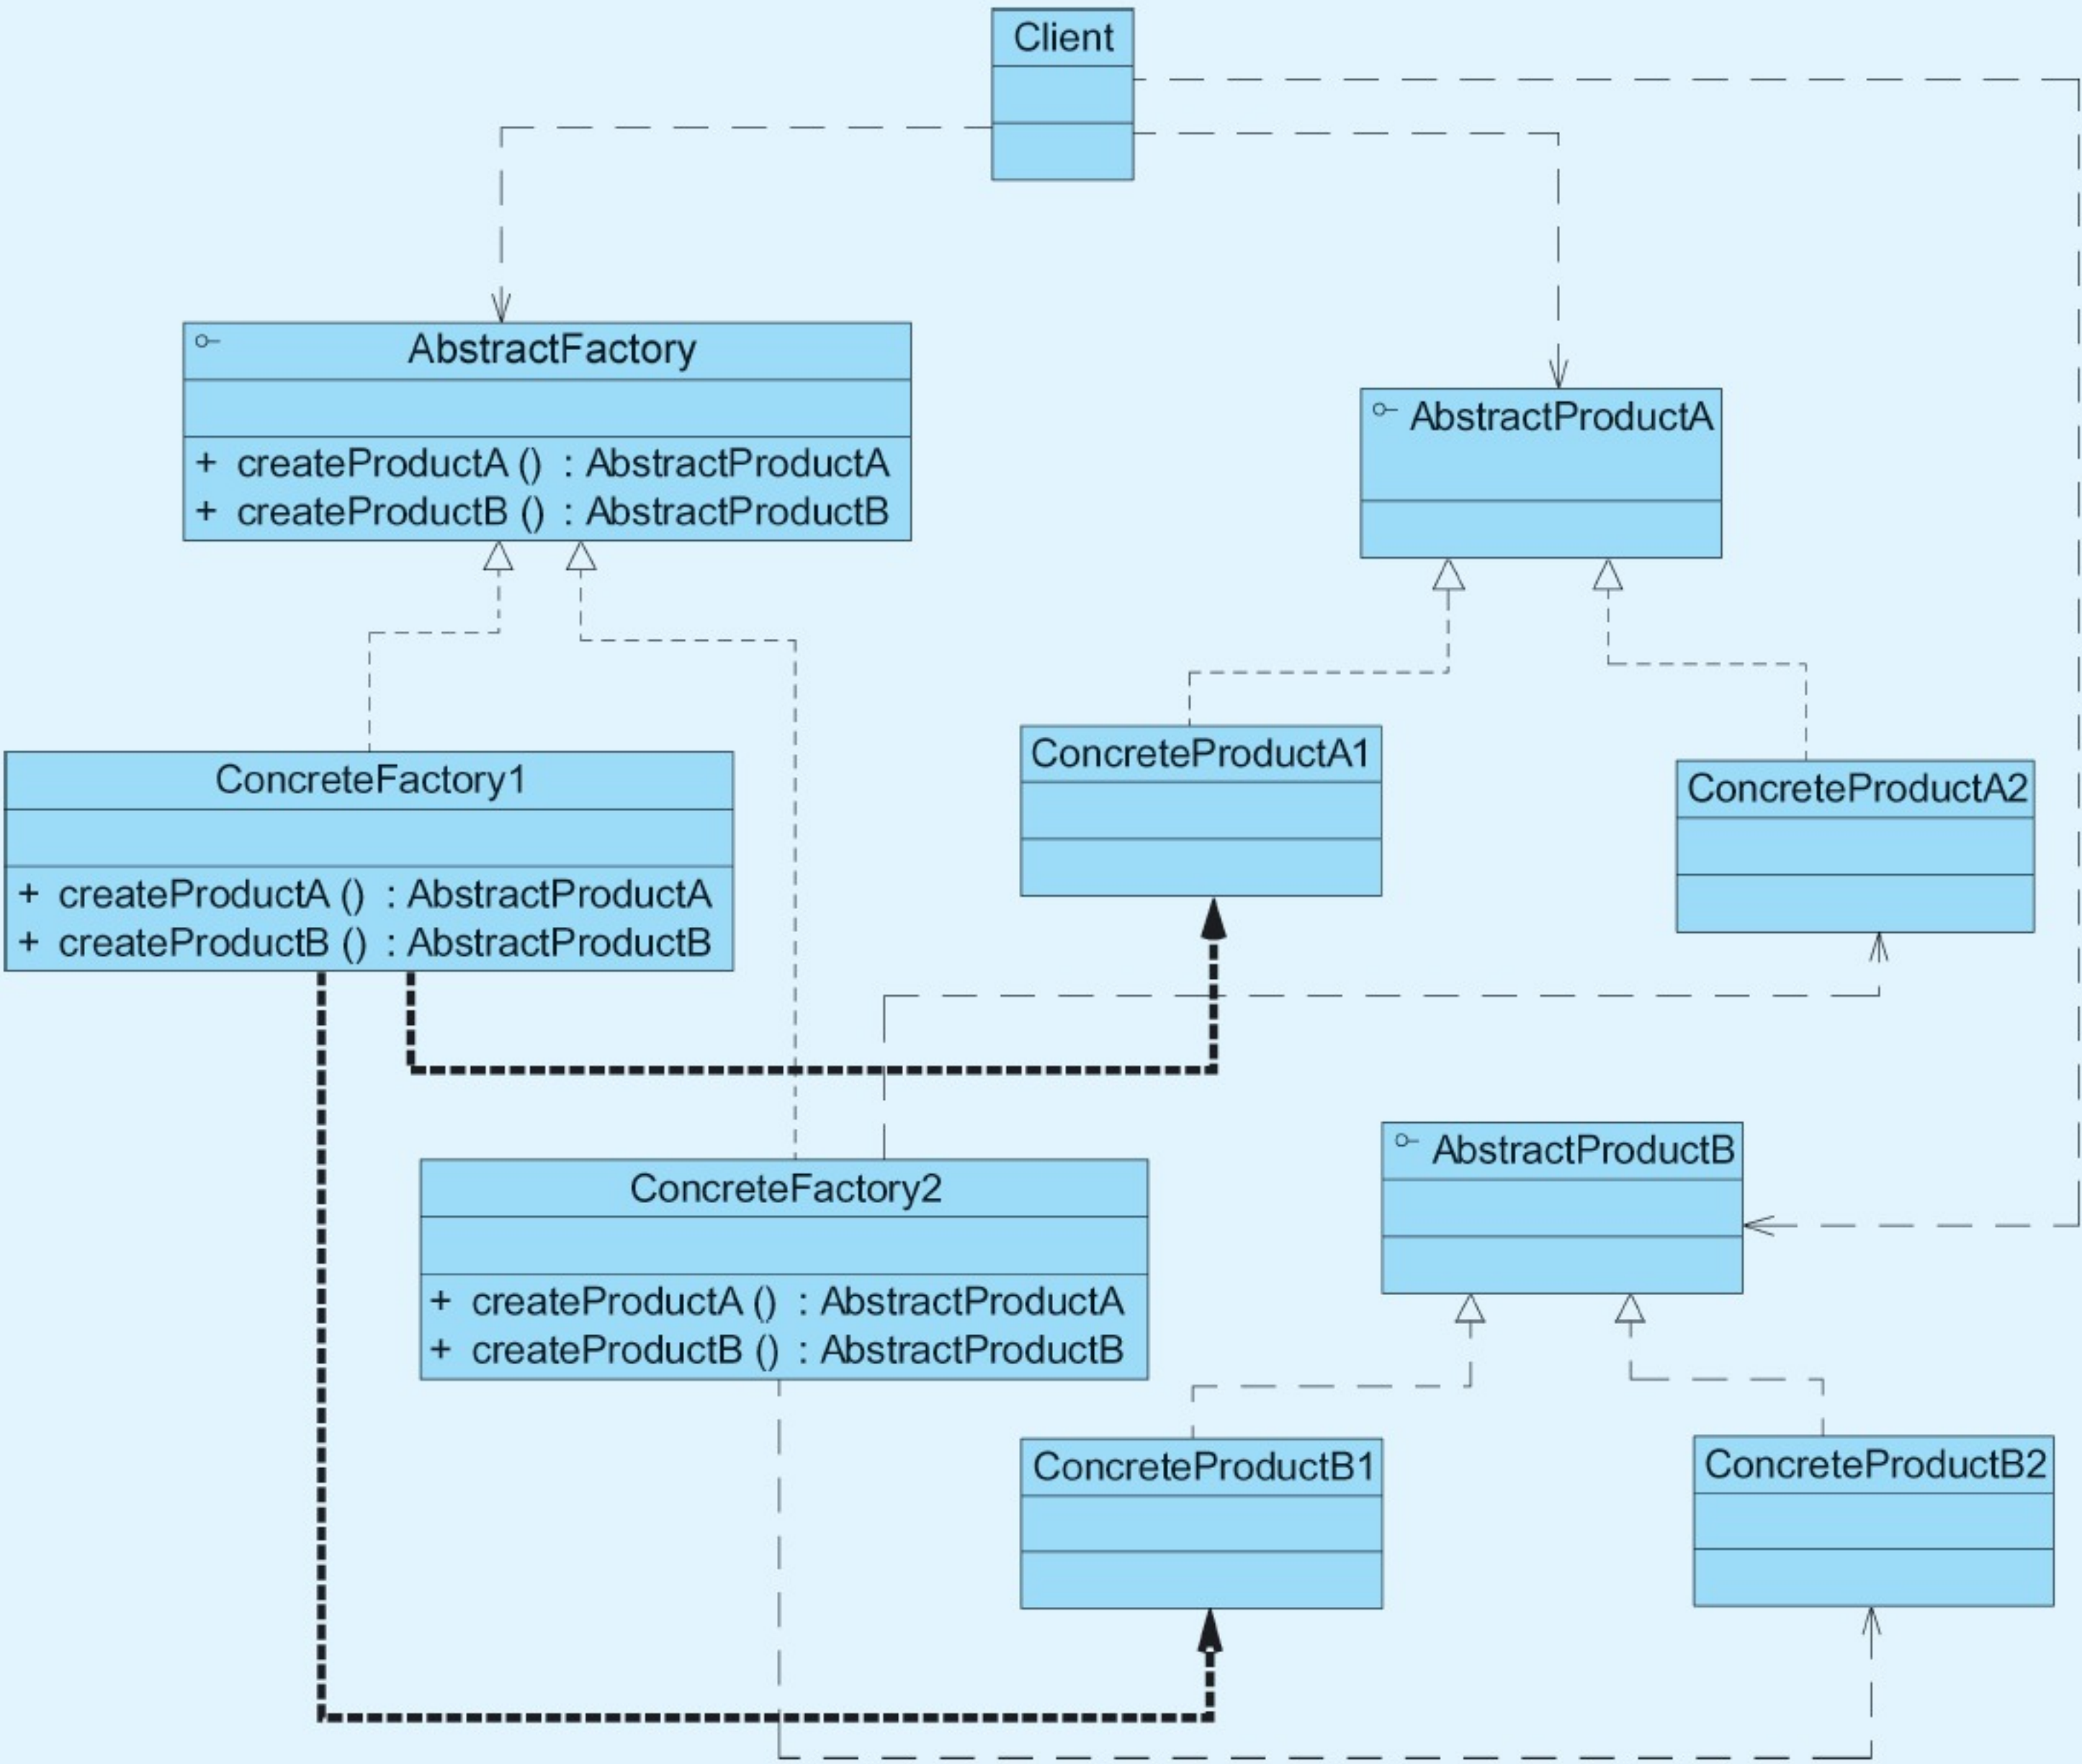 Client
AbstractFactory
+ createProductA () : AbstractProductA
+ createProductB () : AbstractProductB
AbstractProductA
ConcreteFactory1
+ createProductA () : AbstractProductA
+ createProductB () : AbstractProductB
ConcreteProductA1
ConcreteProductA2
ConcreteFactory2
+ createProductA () : AbstractProductA
+ createProductB () : AbstractProductB
AbstractProductB
ConcreteProductB1
ConcreteProductB2